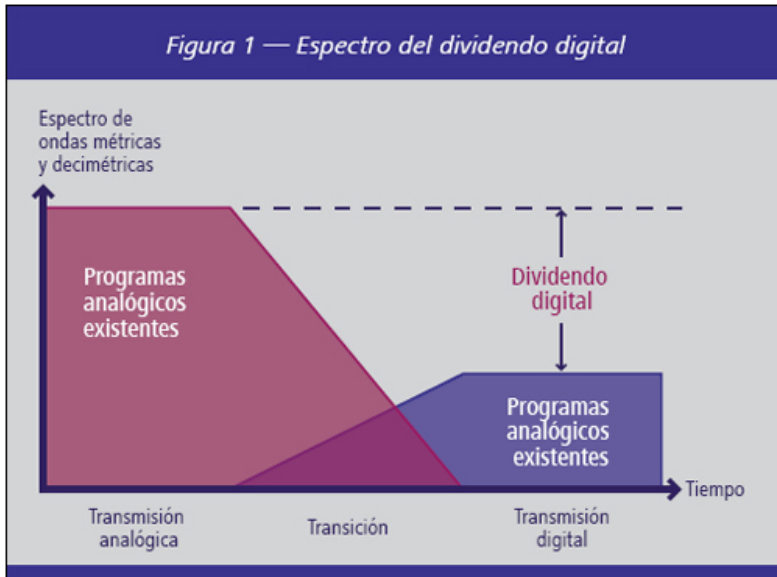 Figura 1 — Espectro del dividendo digital
Espectro de
ondas métricas
y decimétricas
Programas
analógicos
existentes
Dividendo
digital
Programas
analógicos
existentes
Tiempo
Transmisión
analógica
Transición
Transmisión
digital